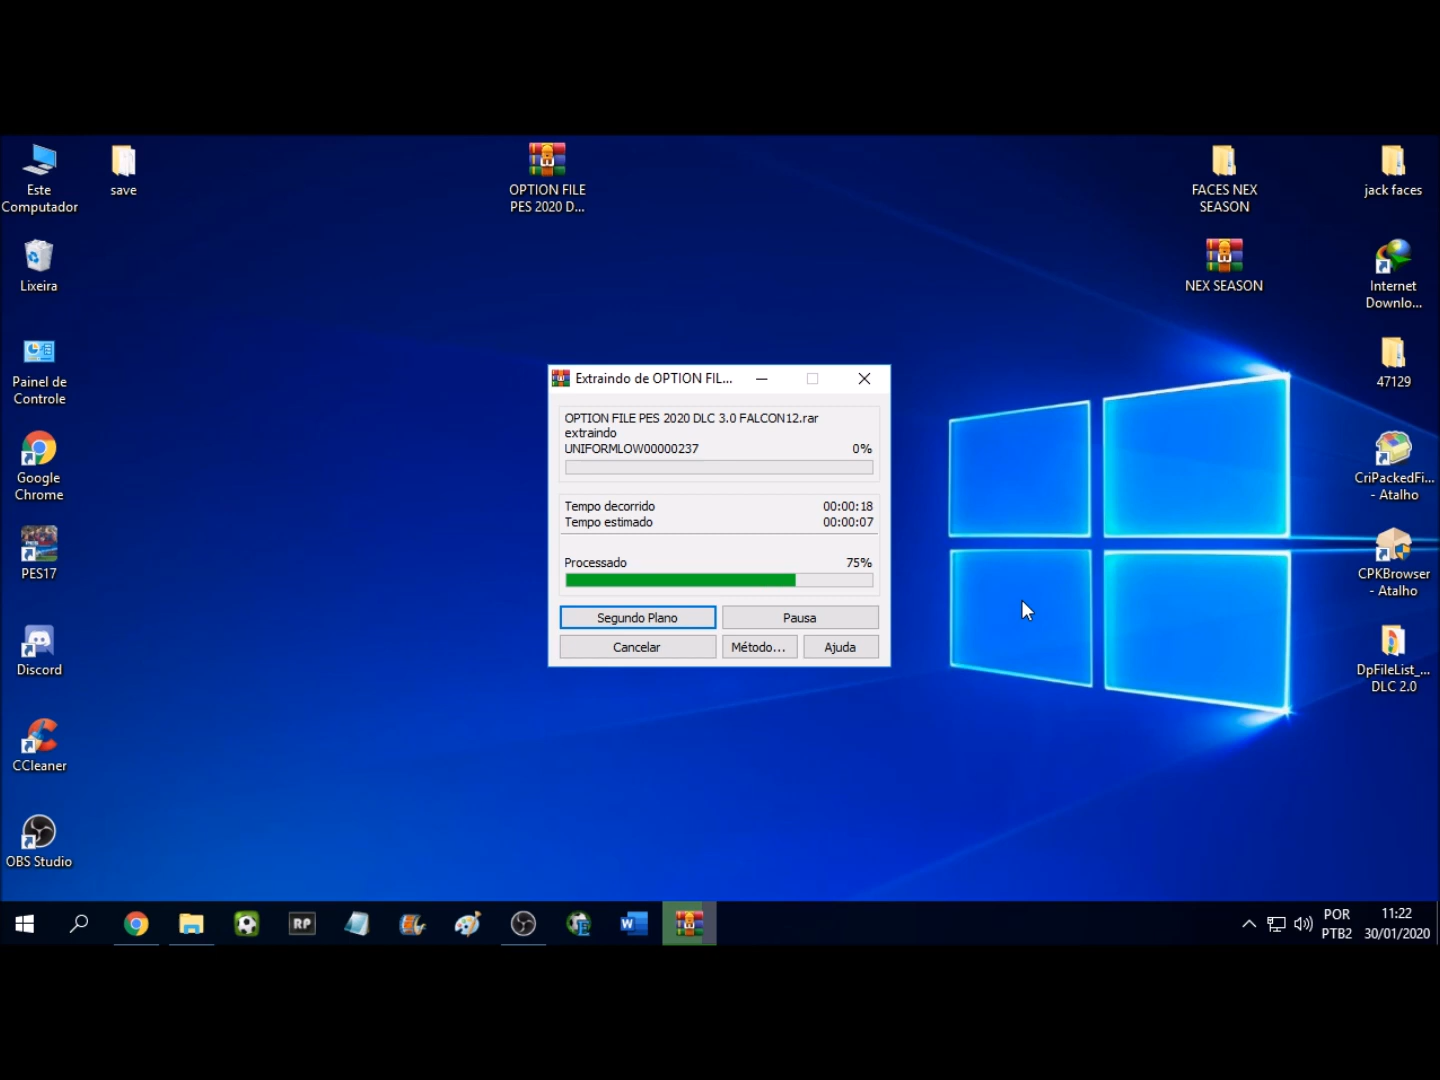 Este
Computador
save
OPTION FILE
PES 2020 D...
FACES NEX
SEASON
jack faces
Lixeira
NEX SEASON
Internet
Downlo...
Painel de
Controle
47129
Extraindo de OPTION FIL...
OPTION FILE PES 2020 DLC 3.0 FALCON12.rar
extraindo
UNIFORMLOW00000237 0%
Tempo decorrido 00:00:18
Tempo estimado 00:00:07
Processado 75%
Segundo Plano Pausa
Cancelar Método... Ajuda
Google
Chrome
CriPackedFi...
- Atalho
PES17
CPKBrowser
- Atalho
Discord
DpFileList_...
DLC 2.0
CCleaner
OBS Studio
RP
W
POR
PTB2
11:22
30/01/2020